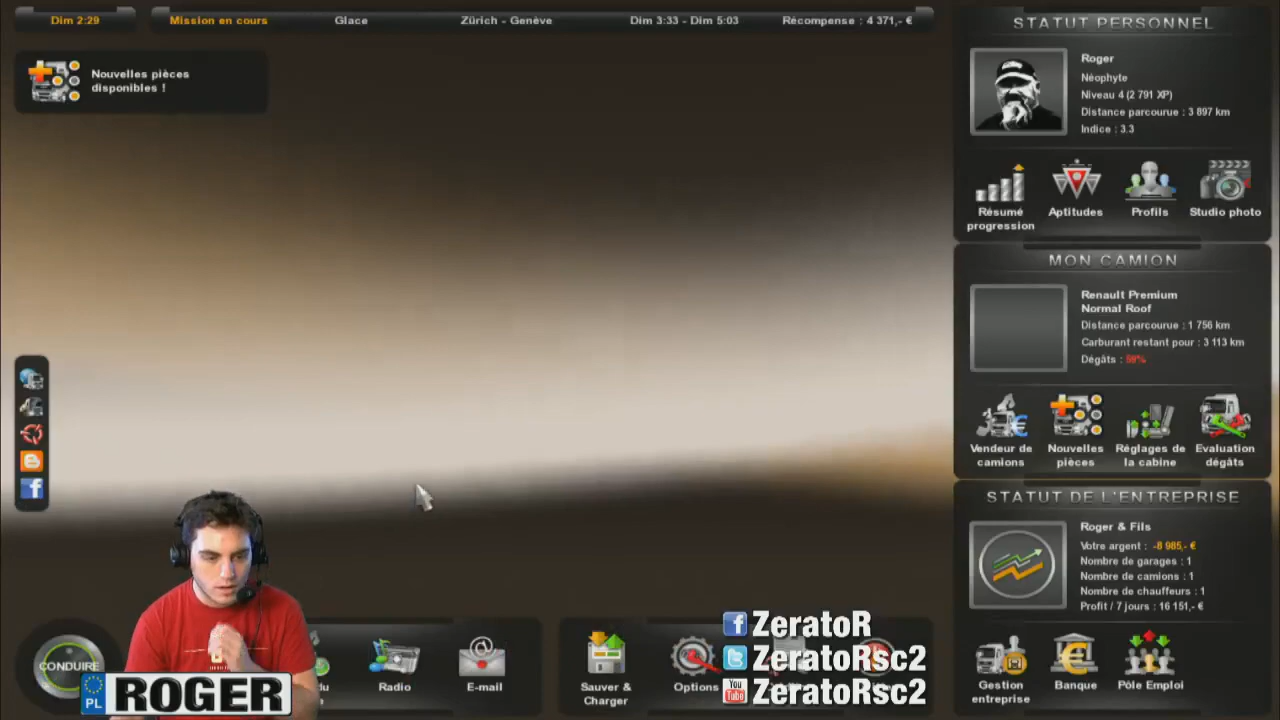 Dim 2:29
Mission en cours Glace Zürich - Genève Dim 3:33 - Dim 5:03 Récompense : 4 371,- €
Nouvelles pièces
disponibles !
STATUT PERSONNEL
Roger
Néophyte
Niveau 4 (2 791 XP)
Distance parcourue : 3 897 km
Indice : 3.3
Résumé
progression
Aptitudes
Profils
Studio photo
MON CAMION
Renault Premium
Normal Roof
Distance parcourue : 1 756 km
Carburant restant pour : 3 113 km
Dégâts : 59%
Vendeur de
camions
Nouvelles
pièces
Réglages de
la cabine
Evaluation
dégâts
STATUT DE L'ENTREPRISE
Roger & Fils
Votre argent : -8 985,- €
Nombre de garages : 1
Nombre de camions : 1
Nombre de chauffeurs : 1
Profit / 7 jours : 16 151,- €
Gestion
entreprise
Banque
Pôle Emploi
CONDUIRE
Radio
E-mail
Sauver &
Charger
Options
ZeratoR
ZeratoRsc2
You Tube ZeratoRsc2
PL ROGER